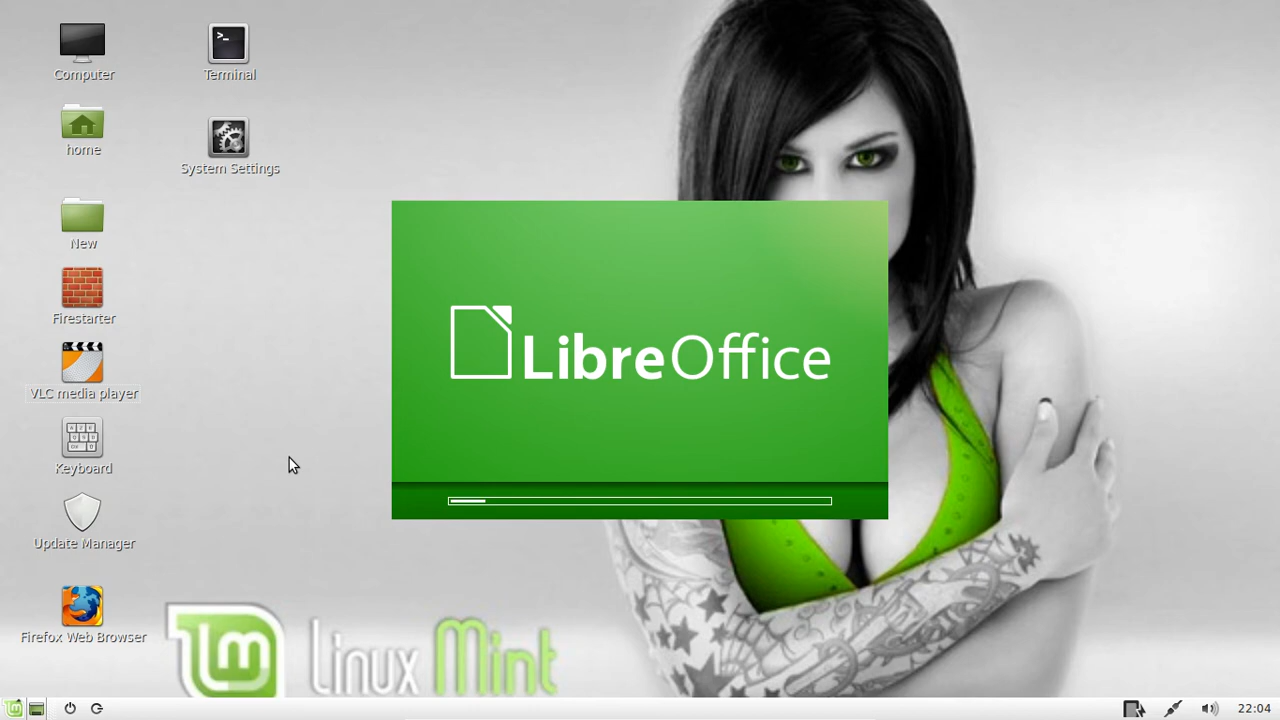 Computer
Terminal
home
System Settings
New
Firestarter
VLC media player
Keyboard
Update Manager
Firefox Web Browser
LibreOffice
Linux Mint
22:04